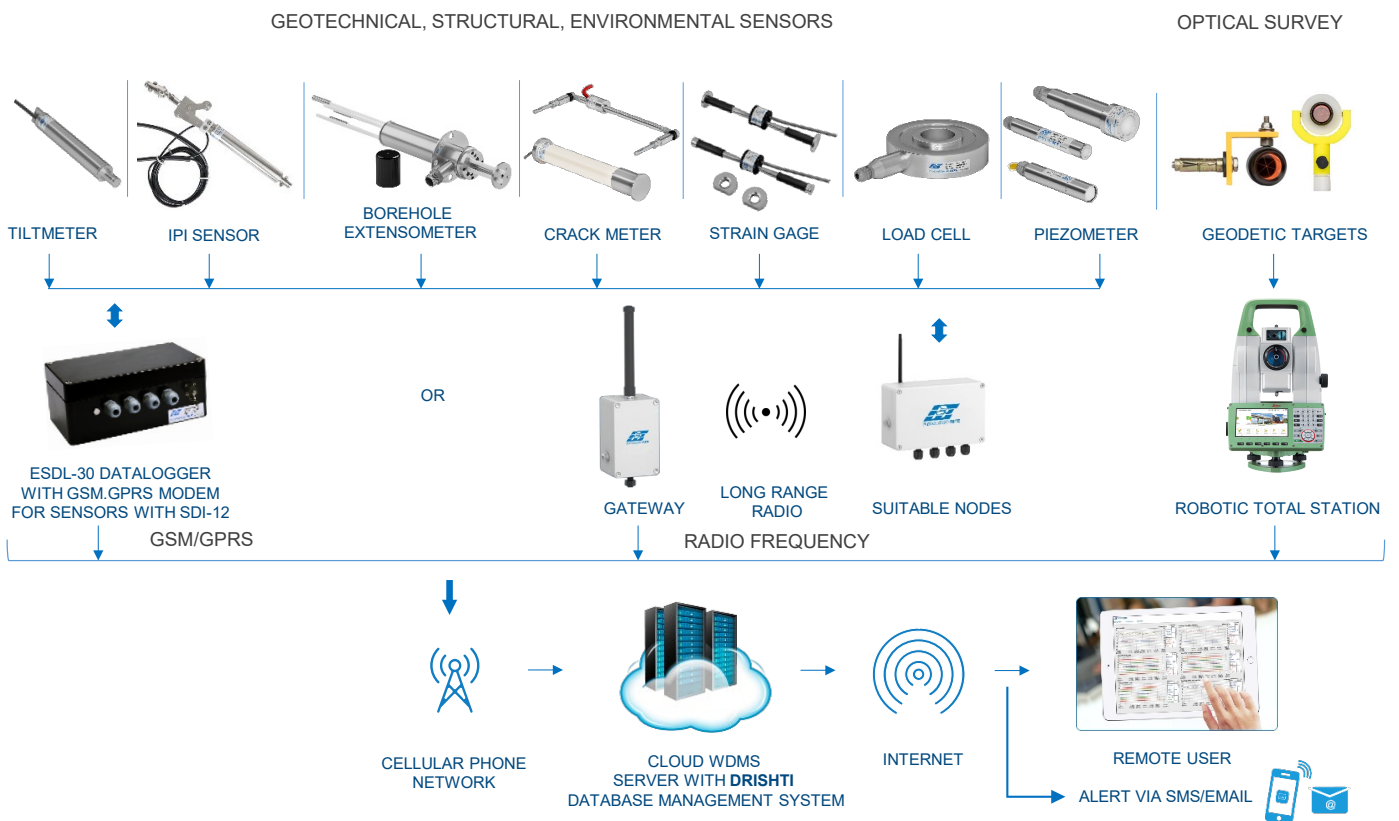 GEOTECHNICAL, STRUCTURAL, ENVIRONMENTAL SENSORS
OPTICAL SURVEY
TILTMETER
IPI SENSOR
BOREHOLE
EXTENSOMETER
CRACK METER
STRAIN GAGE
LOAD CELL
PIEZOMETER
GEODETIC TARGETS
OR
ESDL-30 DATALOGGER
WITH GSM.GPRS MODEM
FOR SENSORS WITH SDI-12
GATEWAY
LONG RANGE
RADIO
SUITABLE NODES
ROBOTIC TOTAL STATION
GSM/GPRS
RADIO FREQUENCY
CELLULAR PHONE
NETWORK
CLOUD WDMS
SERVER WITH DRISHTI
DATABASE MANAGEMENT SYSTEM
INTERNET
REMOTE USER
ALERT VIA SMS/EMAIL
@